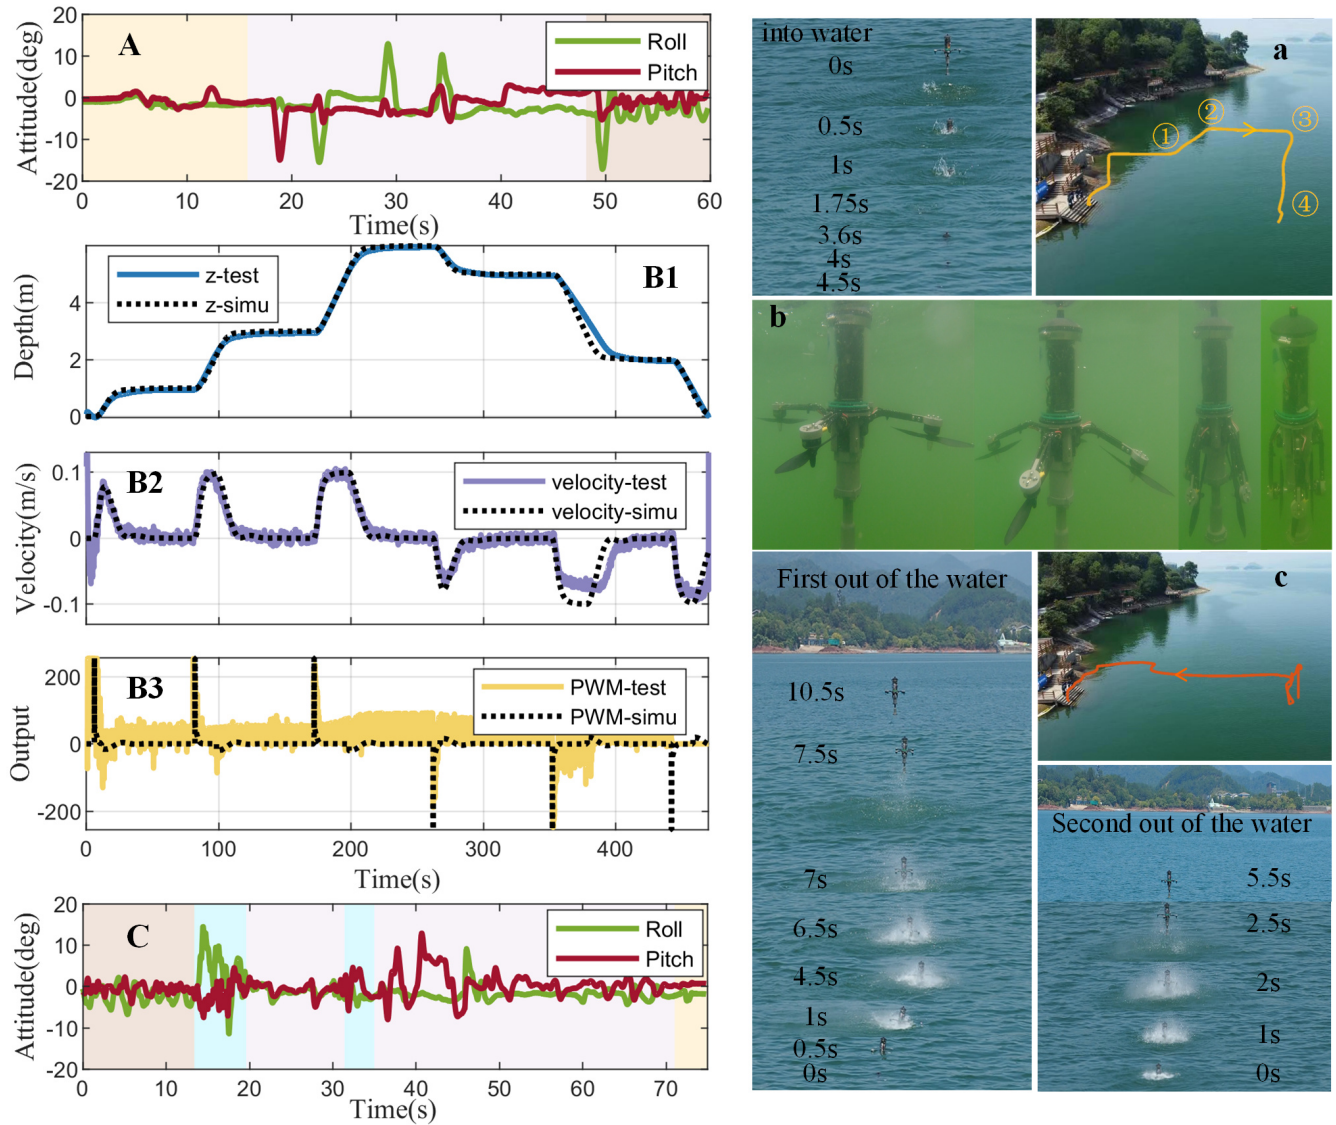 A
Roll
Pitch
20
10
0
-10
-20
Attitude(deg)
0
10
20
30
40
50
60
Time(s)
B1
z-test
z-simu
4
2
0
Depth(m)
0
100
200
300
400
B2
velocity-test
velocity-simu
0.1
0
-0.1
Velocity(m/s)
B3
PWM-test
PWM-simu
200
0
-200
Output
0
100
200
300
400
Time(s)
C
Roll
Pitch
20
10
0
-10
-20
Attitude(deg)
0
10
20
30
40
50
60
70
Time(s)
into water
0s
0.5s
1s
1.75s
3.6s
4s
4.5s
a
①
②
③
④
b
First out of the water
10.5s
7.5s
7s
6.5s
4.5s
1s
0.5s
0s
c
Second out of the water
5.5s
2.5s
2s
1s
0s